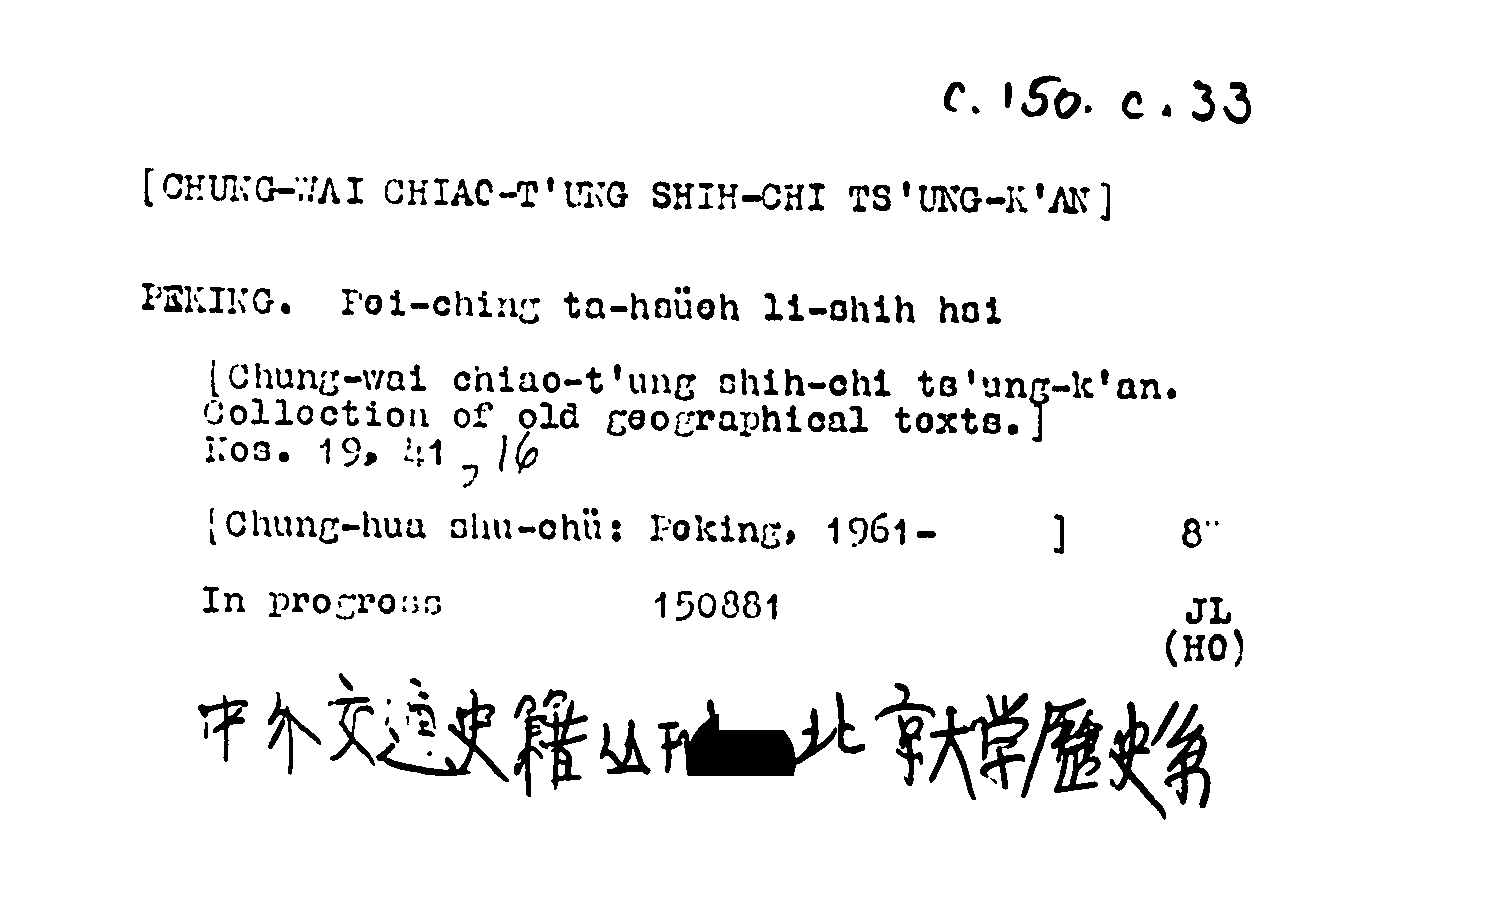 c. 150. c. 33
[CHUNG-WAI CHIAO-T'UNG SHIH-CHI TS'UNG-K'AN]
PEKING. Pei-ching ta-hsüeh li-shih hsi
[Chung-wai chiao-t'ung shih-chi ts'ung-k'an.
Collection of old geographical texts.]
Nos. 19, 41, 16
[Chung-hua shu-chü: Peking, 1961- ] 8"
In progress 150881 JL
(HO)
中外交通史籍丛刊 北京大学歷史系